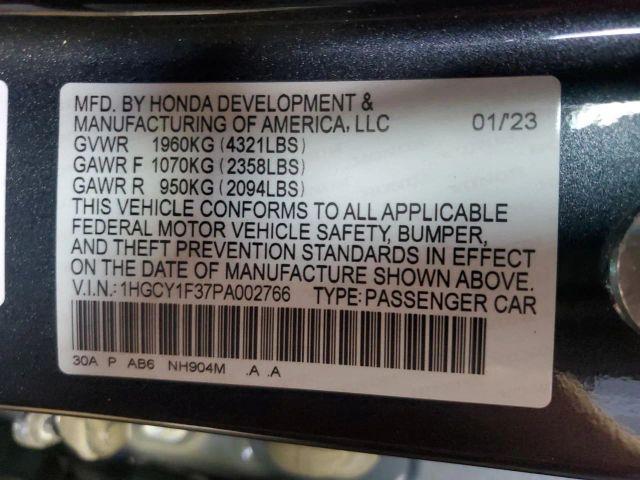 MFD. BY HONDA DEVELOPMENT &
MANUFACTURING OF AMERICA, LLC 01/'23
GVWR 1960KG (4321LBS)
GAWR F 1070KG (2358LBS)
GAWR R 950KG (2094LBS)
THIS VEHICLE CONFORMS TO ALL APPLICABLE
FEDERAL MOTOR VEHICLE SAFETY, BUMPER,
AND THEFT PREVENTION STANDARDS IN EFFECT
ON THE DATE OF MANUFACTURE SHOWN ABOVE.
V.I.N.: 1HGCY1F37PA002766 TYPE: PASSENGER CAR
30A P AB6 NH904M .A .A